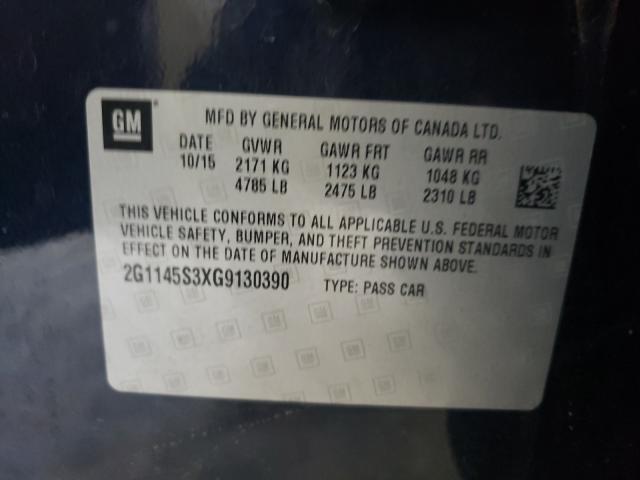 GM
MFD BY GENERAL MOTORS OF CANADA LTD.
DATE GVWR GAWR FRT GAWR RR
10/15 2171 KG 1123 KG 1048 KG
4785 LB 2475 LB 2310 LB
THIS VEHICLE CONFORMS TO ALL APPLICABLE U.S. FEDERAL MOTOR
VEHICLE SAFETY, BUMPER, AND THEFT PREVENTION STANDARDS IN
EFFECT ON THE DATE OF MANUFACTURE SHOWN ABOVE.
2G1145S3XG9130390 TYPE: PASS CAR